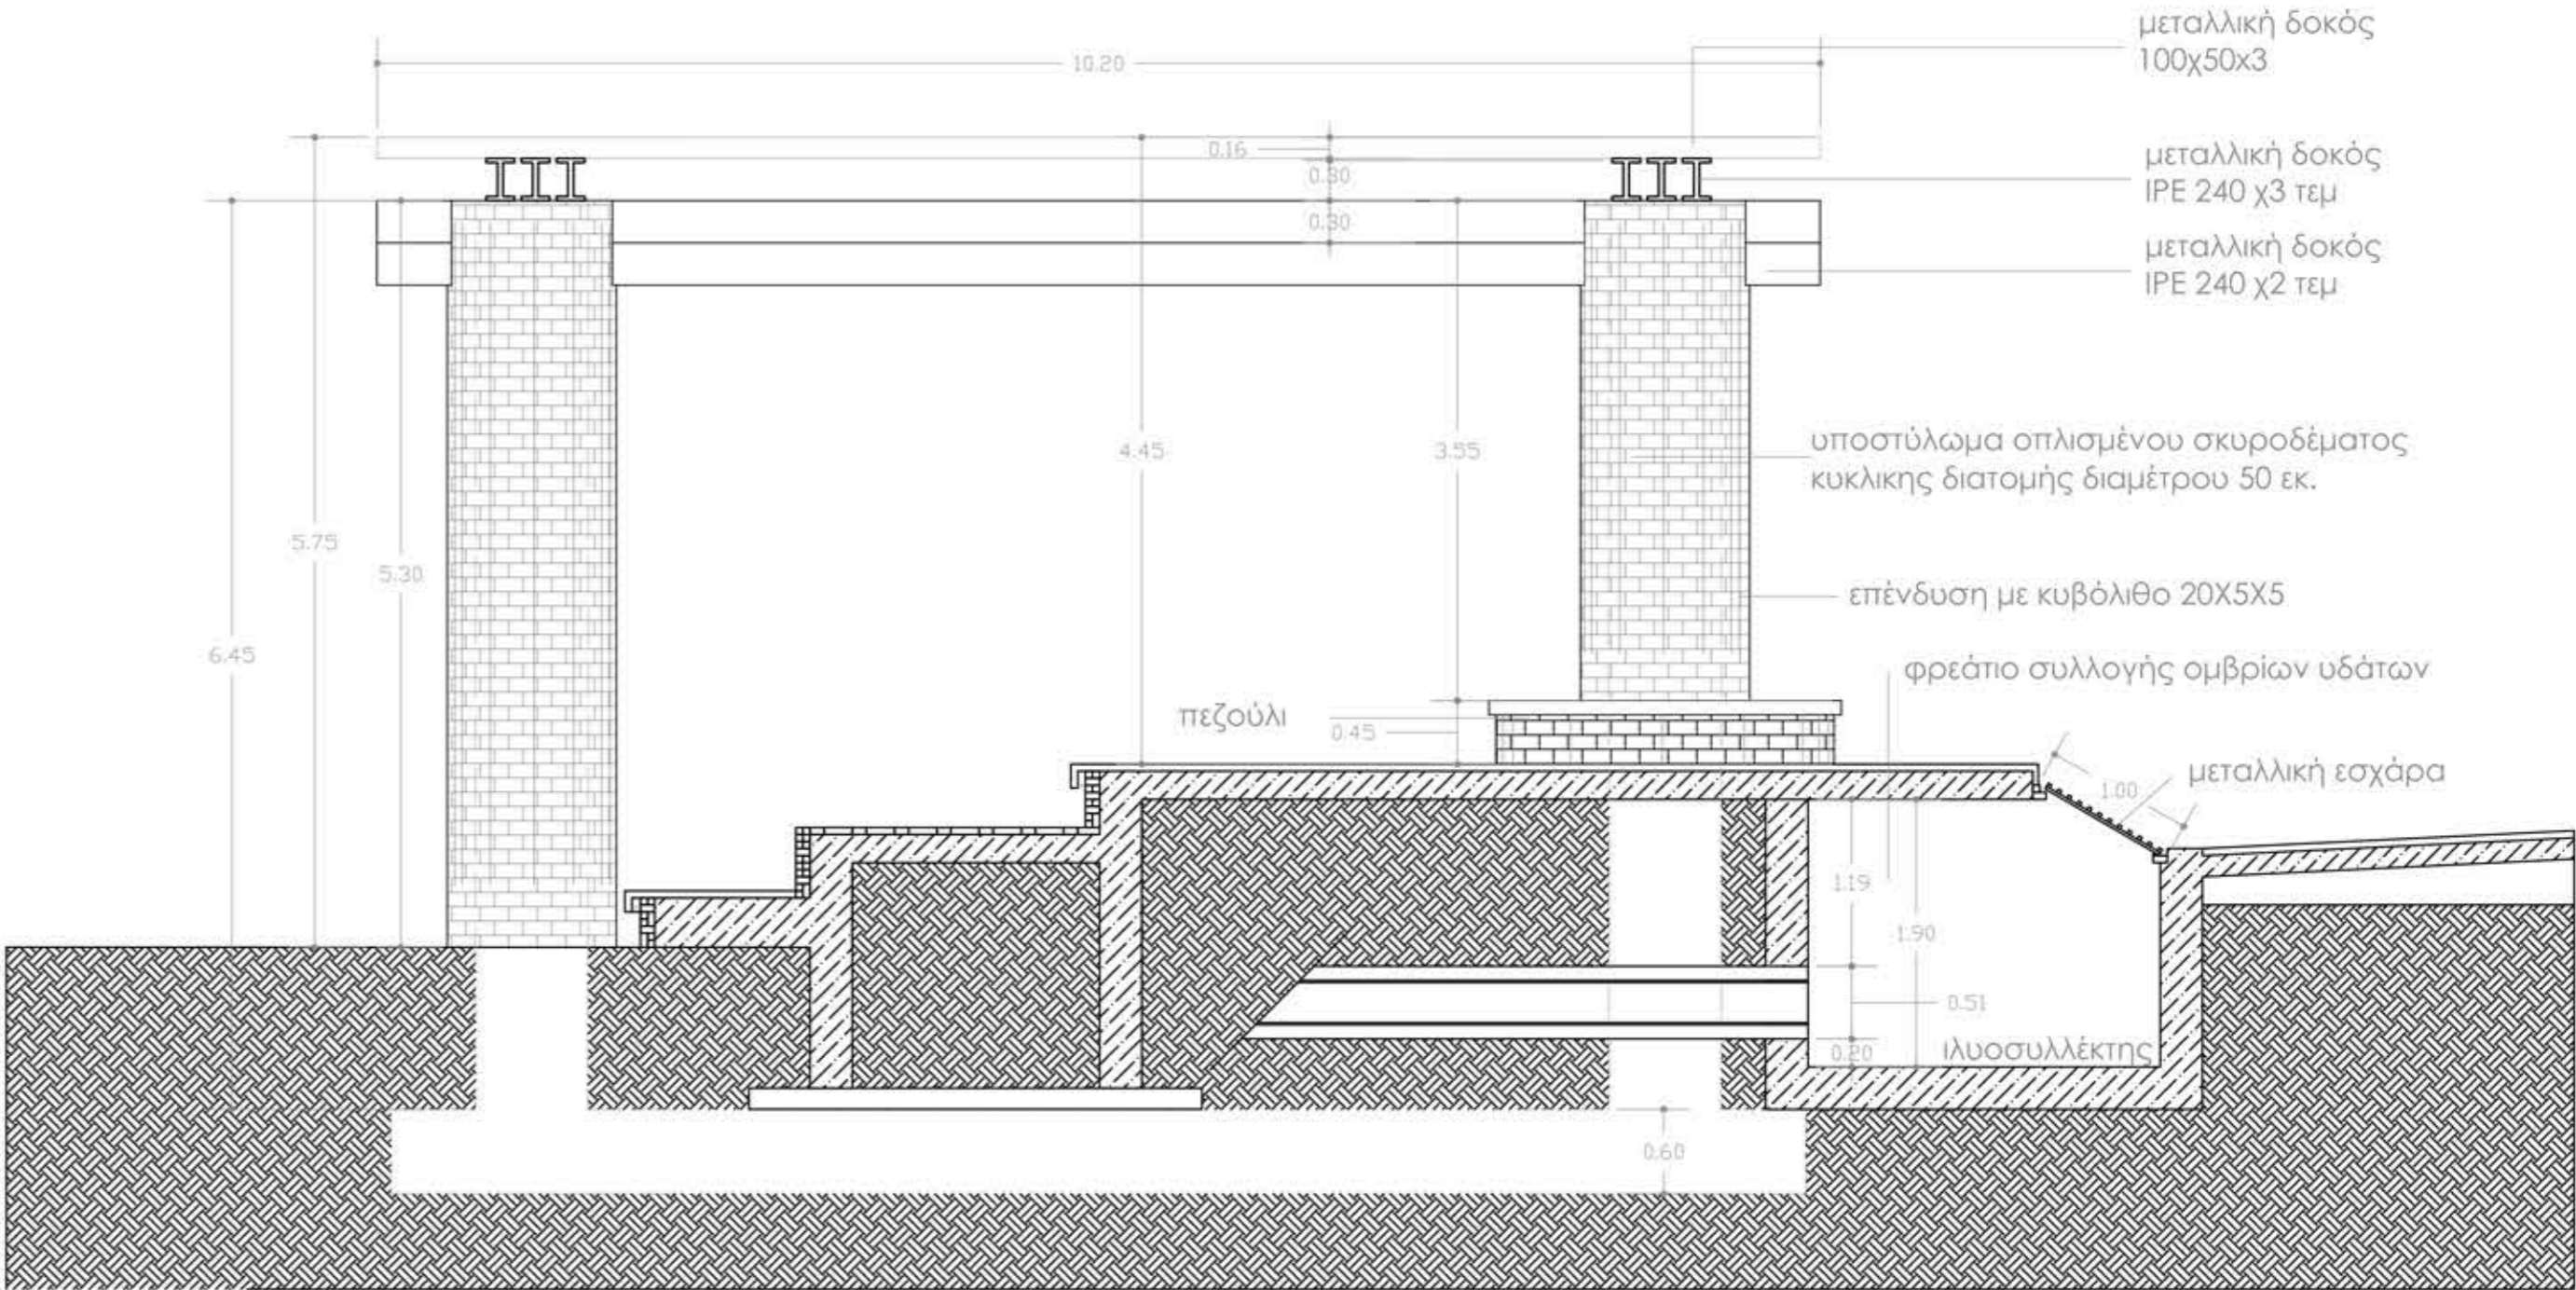 μεταλλική δοκός
100χ50x3
10.20
0.16
0.30
μεταλλική δοκός
IPE 240 χ3 τεμ
0.30
μεταλλική δοκός
IPE 240 χ2 τεμ
4.45
3.55
υποστύλωμα οπλισμένου σκυροδέματος
κυκλικης διατομής διαμέτρου 50 εκ.
5.75
5.30
επένδυση με κυβόλιθο 20Χ5Χ5
6.45
φρεάτιο συλλογής ομβρίων υδάτων
πεζούλι
0.45
μεταλλική εσχάρα
1.00
1.19
1.90
0.51
0.20
ιλυοσυλλέκτης
0.60